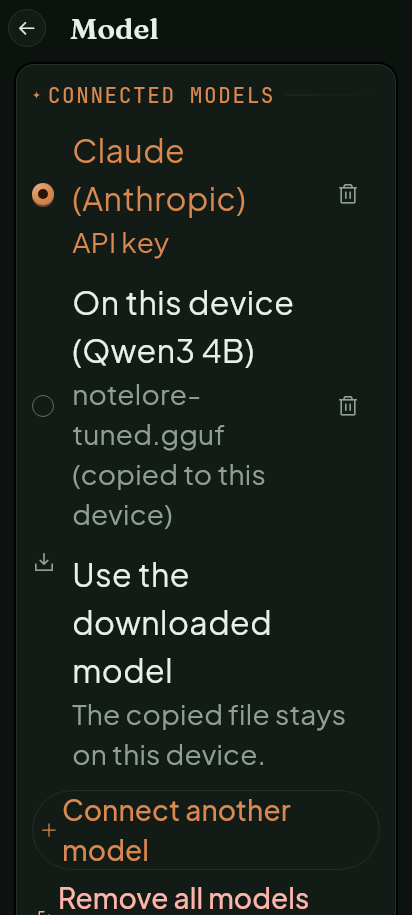 Model
CONNECTED MODELS
Claude
(Anthropic)
API key
On this device
(Qwen3 4B)
notelore-
tuned.gguf
(copied to this
device)
Use the
downloaded
model
The copied file stays
on this device.
Connect another
model
Remove all models